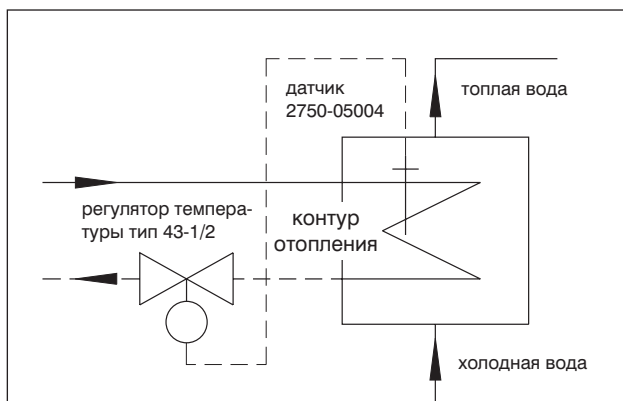 датчик
2750-05004
топлая вода
регулятор темпера-
туры тип 43-1/2
контур
отопления
холодная вода